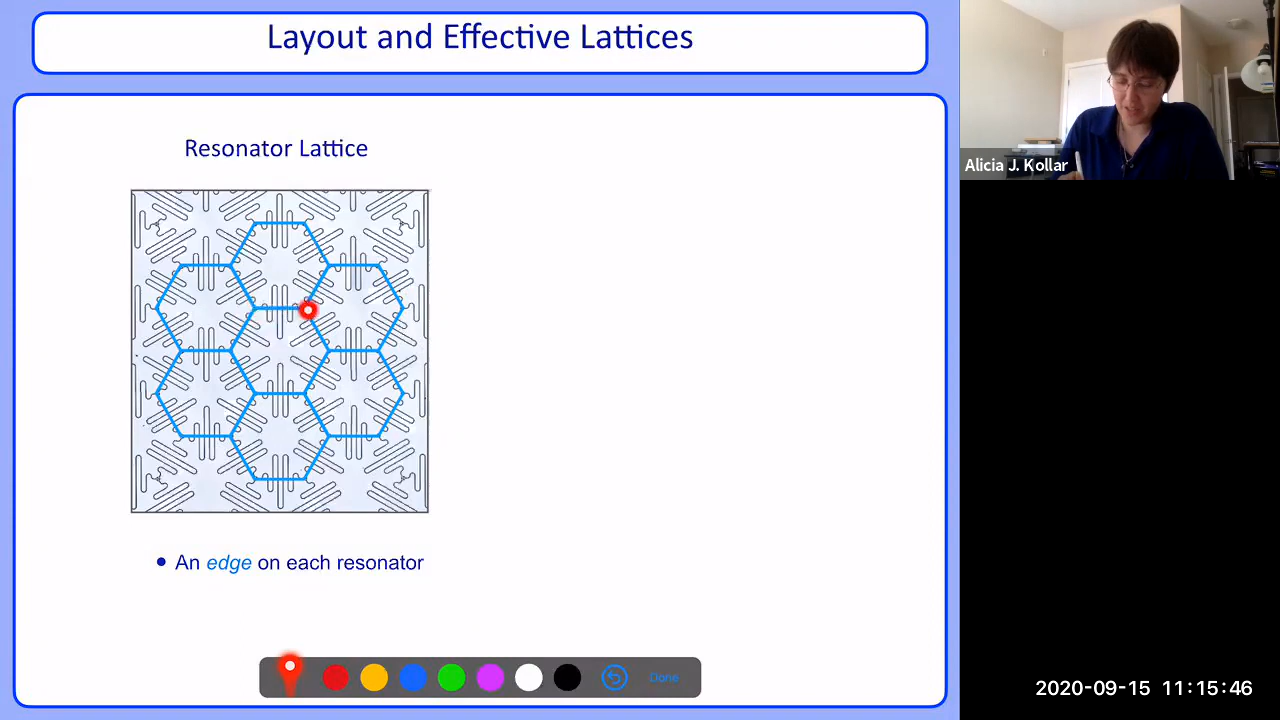 Layout and Effective Lattices
Resonator Lattice
• An edge on each resonator
Done
Alicia J. Kollar
2020-09-15 11:15:46